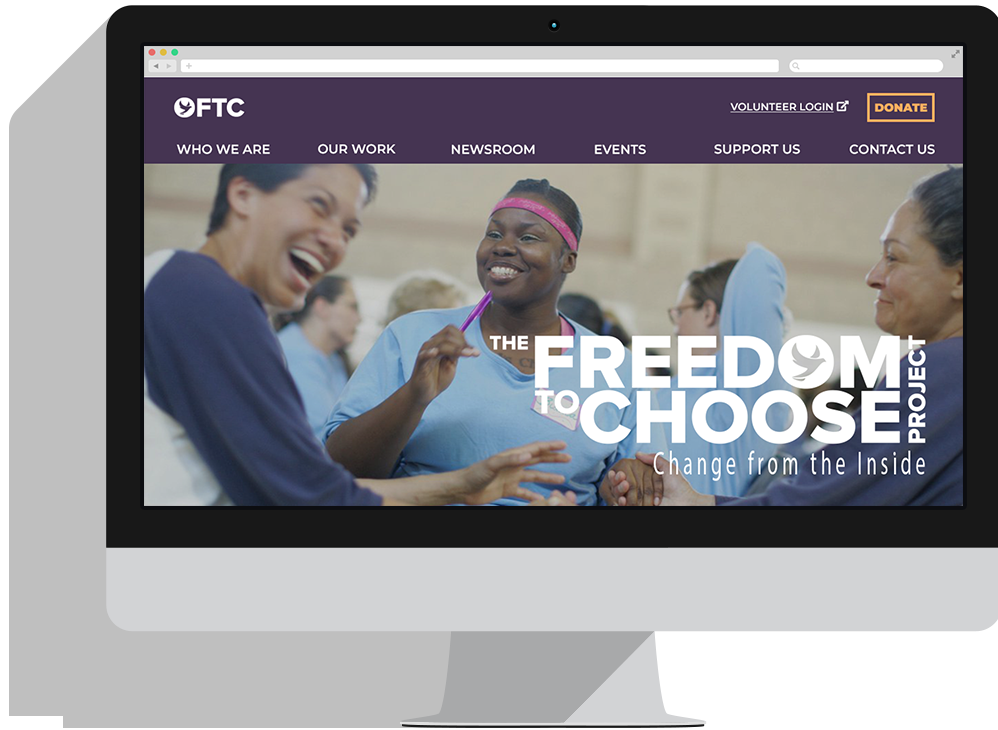 FTC
VOLUNTEER LOGIN
DONATE
WHO WE ARE
OUR WORK
NEWSROOM
EVENTS
SUPPORT US
CONTACT US
THE
FREEDOM
TO
CHOOSE
PROJECT
Change from the Inside